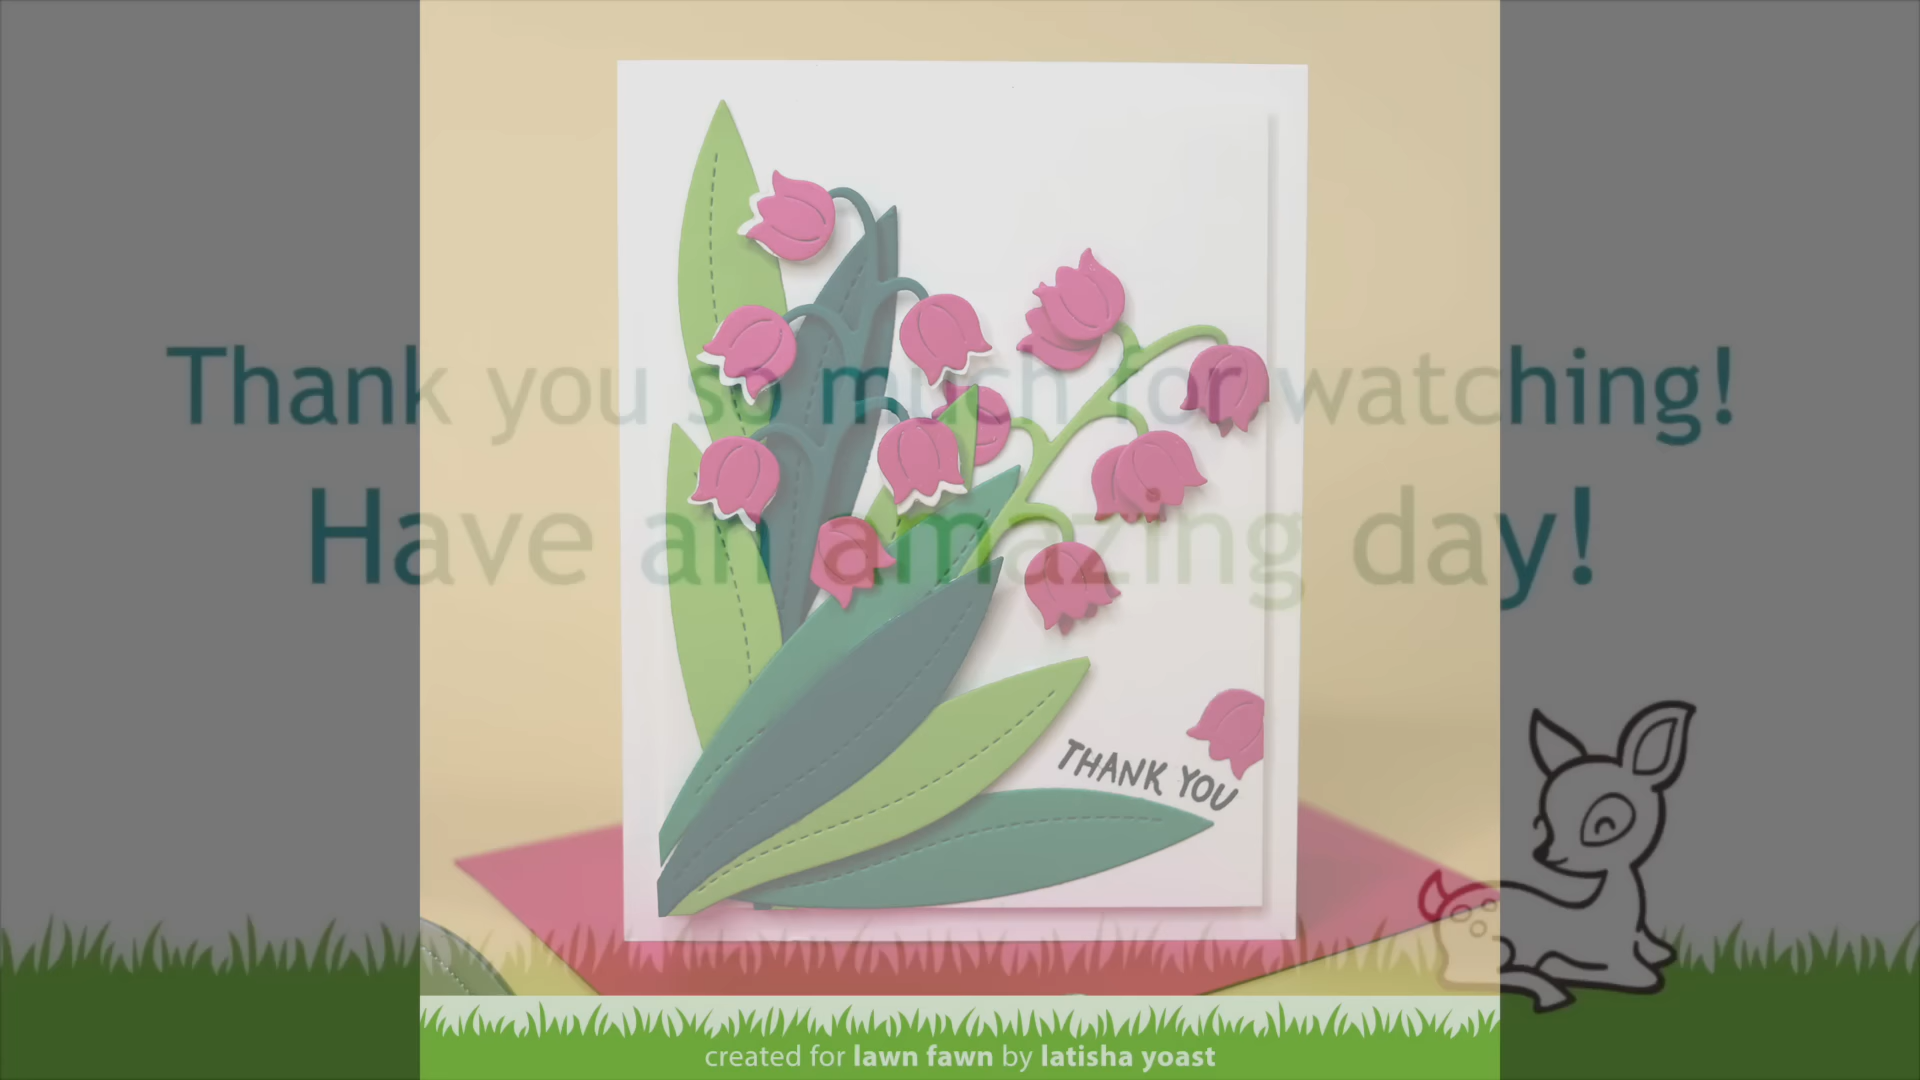 Thank you so much for watching!
Have an amazing day!
THANK YOU
created for lawn fawn by latisha yoast